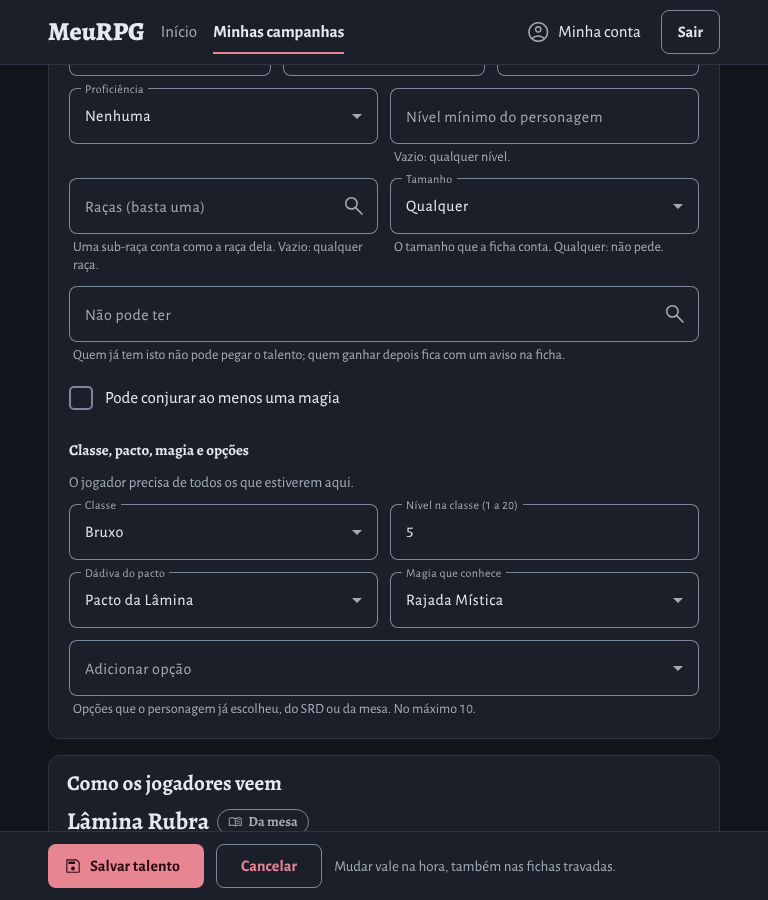 MeuRPG Início Minhas campanhas Minha conta Sair
Proficiência
Nenhuma
Nível mínimo do personagem
Vazio: qualquer nível.
Raças (basta uma)
Tamanho
Qualquer
Uma sub-raça conta como a raça dela. Vazio: qualquer
raça.
O tamanho que a ficha conta. Qualquer: não pede.
Não pode ter
Quem já tem isto não pode pegar o talento; quem ganhar depois fica com um aviso na ficha.
Pode conjurar ao menos uma magia
Classe, pacto, magia e opções
O jogador precisa de todos os que estiverem aqui.
Classe
Bruxo
Nível na classe (1 a 20)
5
Dádiva do pacto
Pacto da Lâmina
Magia que conhece
Rajada Mística
Adicionar opção
Opções que o personagem já escolheu, do SRD ou da mesa. No máximo 10.
Como os jogadores veem
Lâmina Rubra Da mesa
Salvar talento Cancelar Mudar vale na hora, também nas fichas travadas.